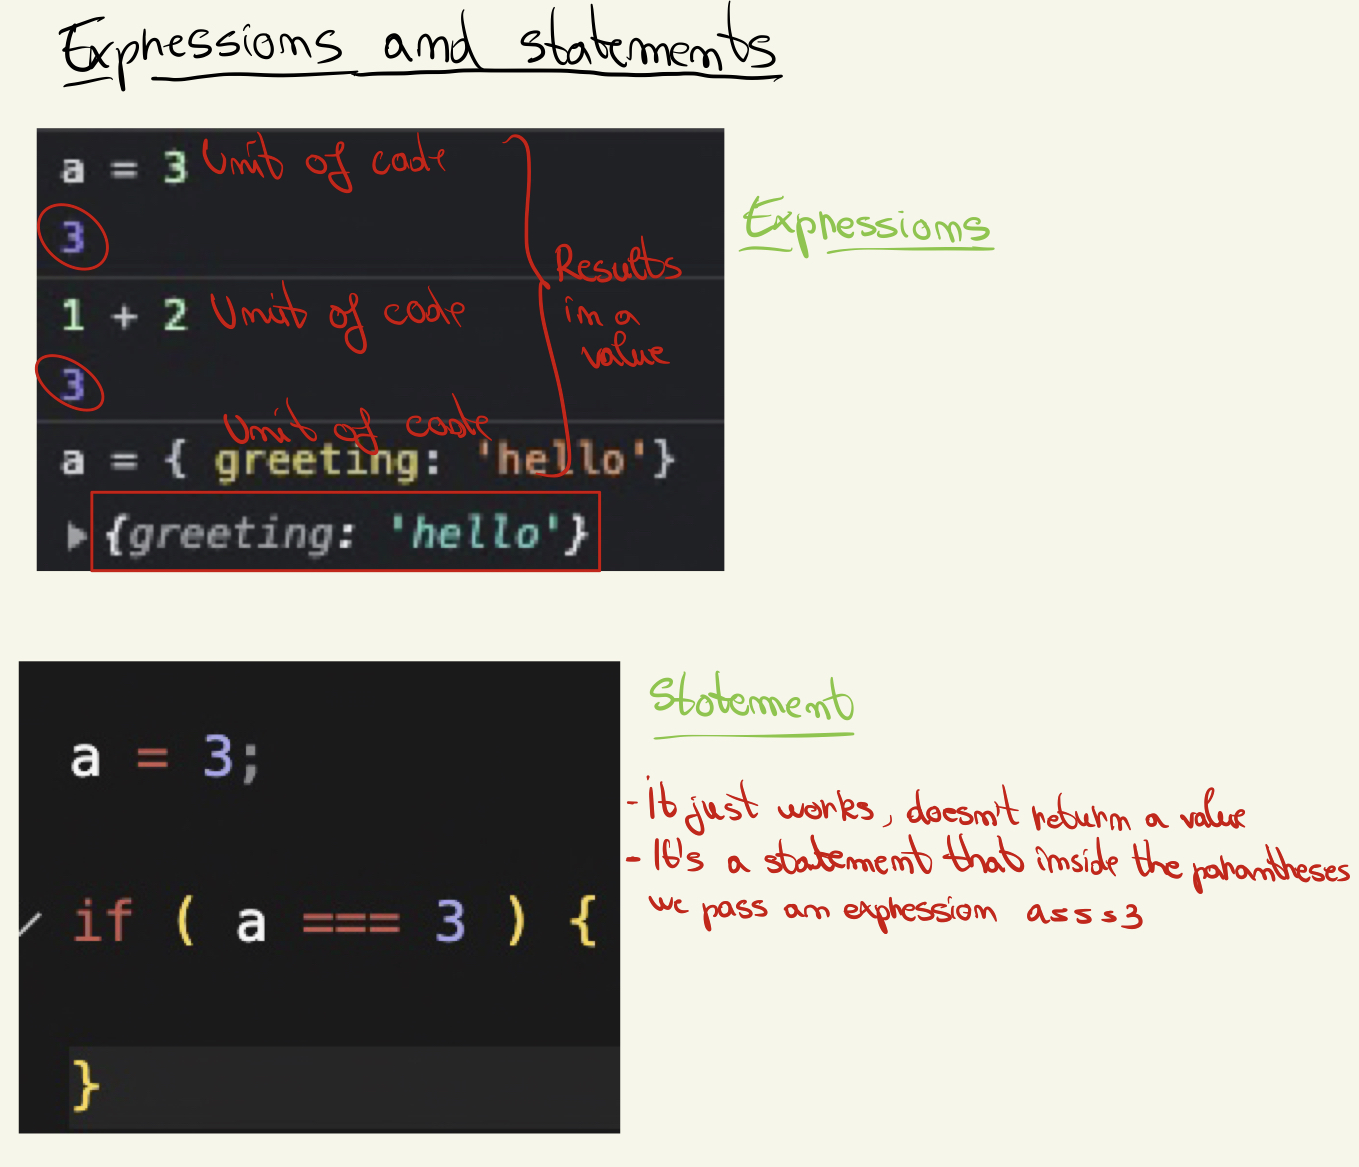 Expressions and statements
a = 3 Unit of code
3
1 + 2 Unit of code
3
Unit of code
a = { greeting: 'hello'}
▶ {greeting: 'hello'}
Results
in a
value
Expressions
Statement
a = 3;
if ( a === 3 ) {
}
- It just works, doesn't return a value
- It's a statement that inside the parantheses
we pass an expression a===3